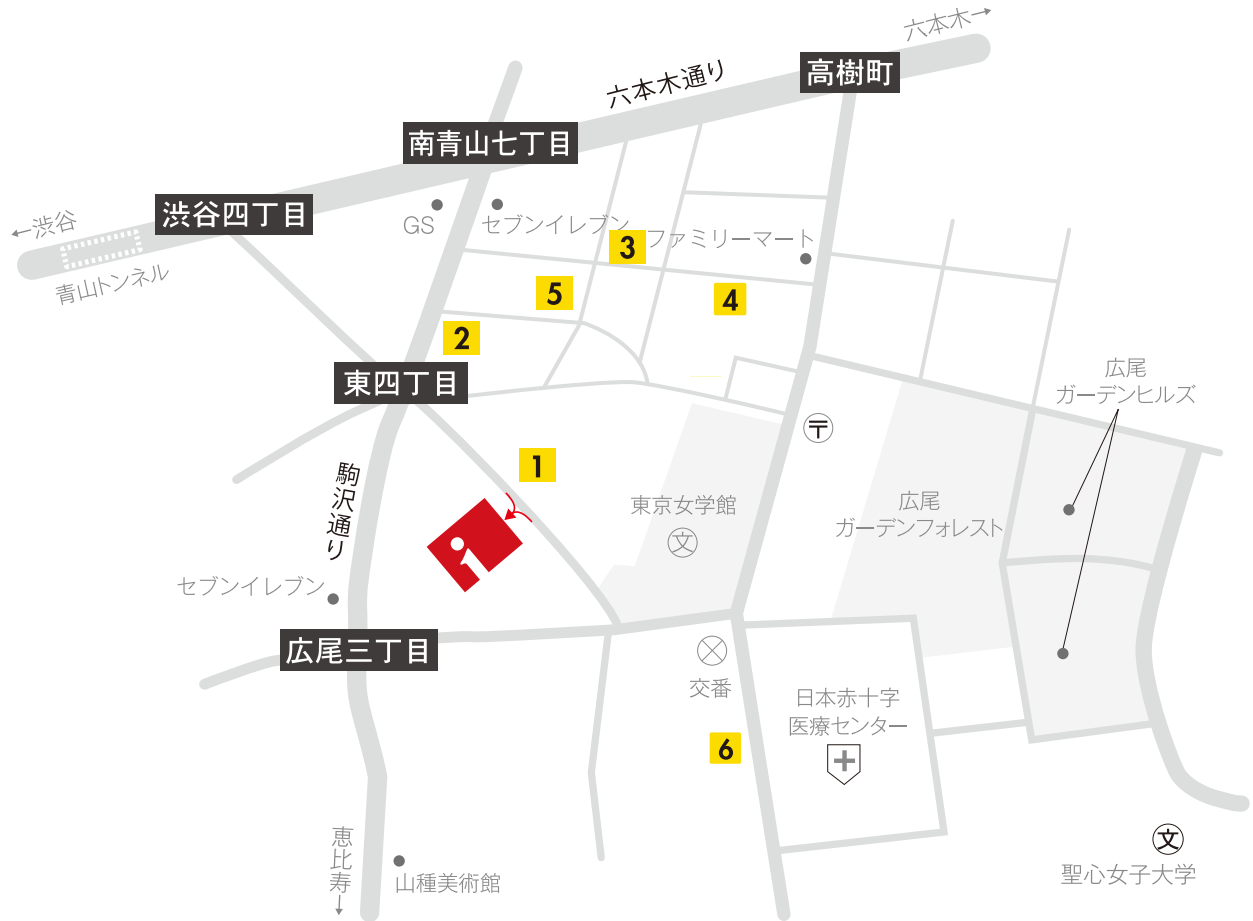 六本木→
高樹町
六本木通り
南青山七丁目
渋谷四丁目
←渋谷
青山トンネル
GS
セブンイレブン
3
ファミリーマート
5
4
2
東四丁目
広尾
ガーデンヒルズ
〒
1
駒沢通り
東京女学館
文
広尾
ガーデンフォレスト
セブンイレブン
広尾三丁目
交番
日本赤十字
医療センター
6
恵比寿
↓
山種美術館
文
聖心女子大学